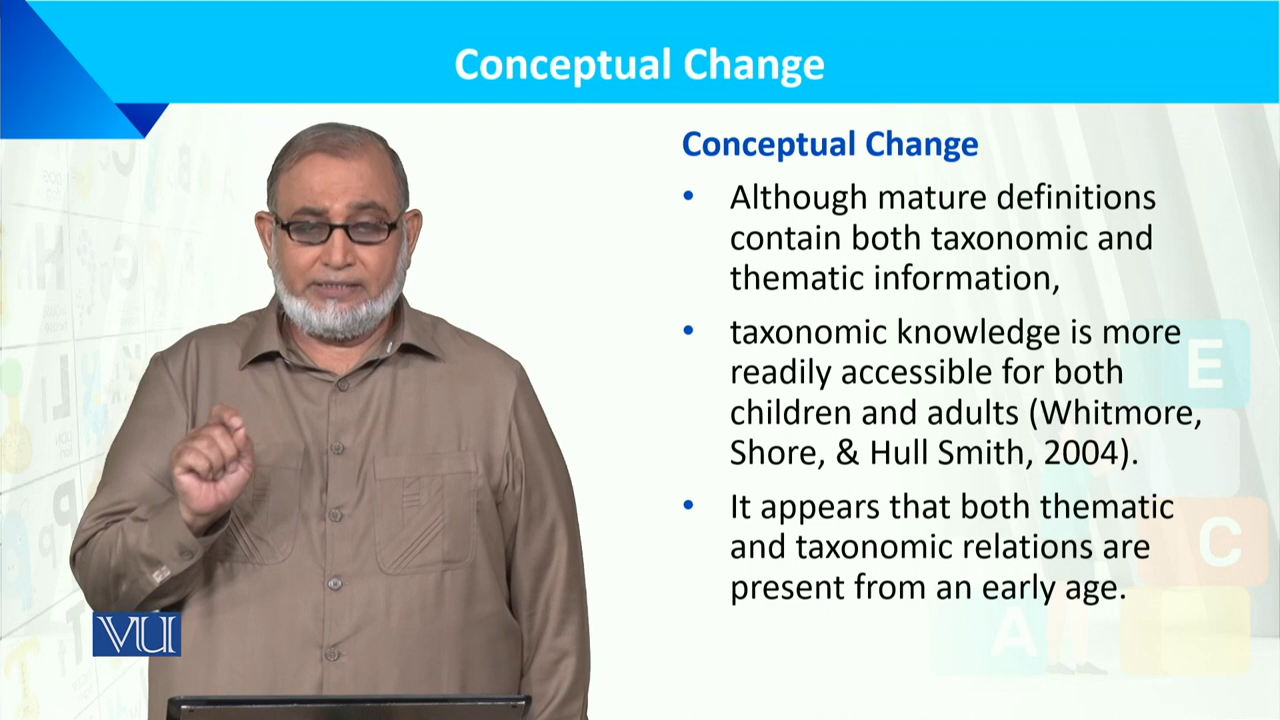 Conceptual Change
Conceptual Change
• Although mature definitions
contain both taxonomic and
thematic information,
• taxonomic knowledge is more
readily accessible for both
children and adults (Whitmore,
Shore, & Hull Smith, 2004).
• It appears that both thematic
and taxonomic relations are
present from an early age.
VU
E
C
A